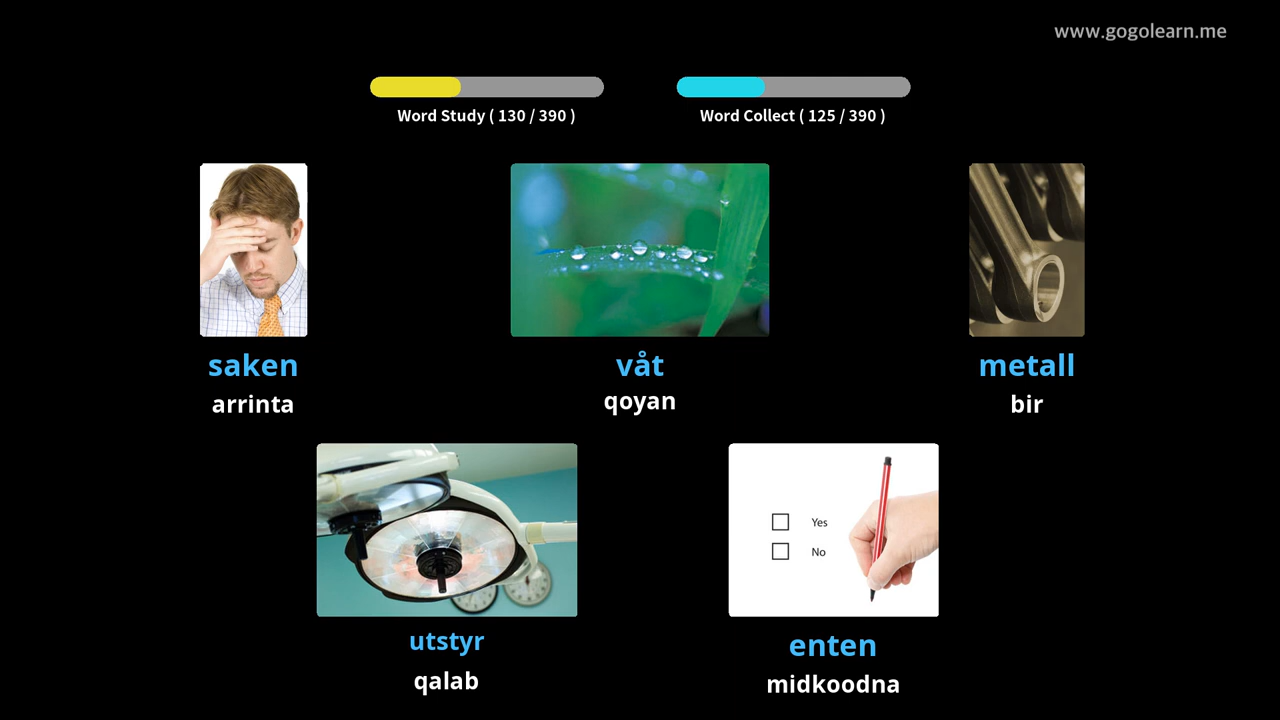 www.gogolearn.me
Word Study ( 130 / 390 )
Word Collect ( 125 / 390 )
saken
arrinta
våt
qoyan
metall
bir
Yes
No
utstyr
qalab
enten
midkoodna